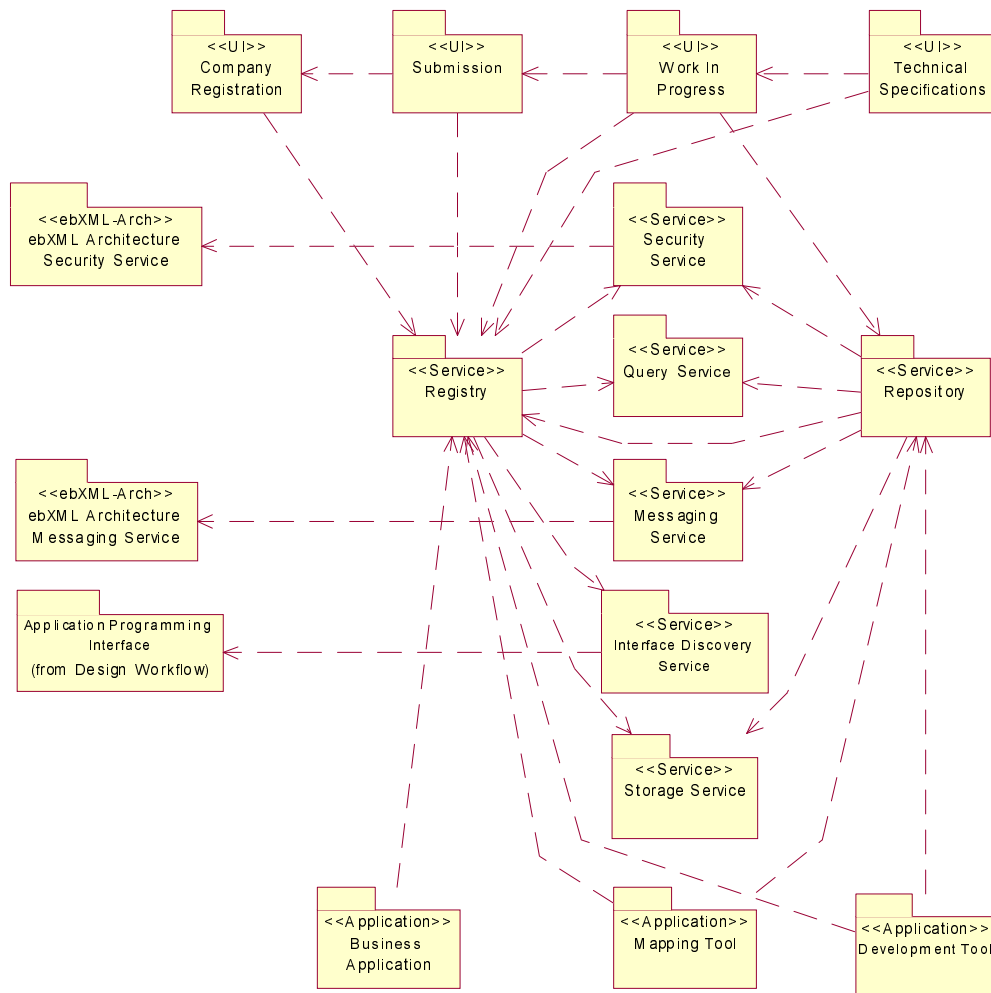 <<UI>>
Company
Registration
<<UI>>
Submission
<<UI>>
Work In
Progress
<<UI>>
Technical
Specifications
<<ebXML-Arch>>
ebXML Architecture
Security Service
<<Service>>
Security
Service
<<Service>>
Query Service
<<Service>>
Registry
<<Service>>
Repository
<<ebXML-Arch>>
ebXML Architecture
Messaging Service
<<Service>>
Messaging
Service
Application Programming
Interface
(from Design Workflow)
<<Service>>
Interface Discovery
Service
<<Service>>
Storage Service
<<Application>>
Business
Application
<<Application>>
Mapping Tool
<<Application>>
Development Tool